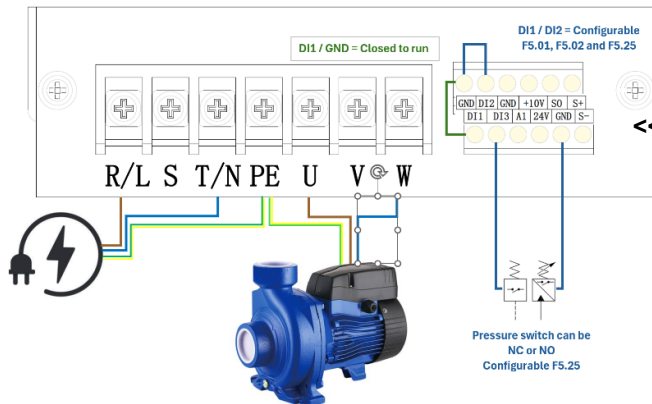 DI1 / DI2 = Configurable
F5.01, F5.02 and F5.25
DI1 / GND = Closed to run
GND DI2 GND +10V SO S+
DI1 DI3 A1 24V GND S-
<
R/L S T/N PE U V W
Pressure switch can be
NC or NO
Configurable F5.25